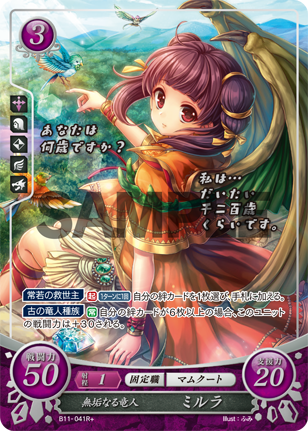 3
あなたは
何歳ですか？
私は…
だいたい
千二百歳
くらいです。
SAMPLE
常若の救世主 起 1ターンに1回 自分の絆カードを1枚選び、手札に加える。
古の竜人種族 常 自分の絆カードが6枚以上の場合、このユニット
の戦闘力は+30される。
戦闘力
50
射程 1 固定職 マムクート
支援力
20
無垢なる竜人 ミルラ
B11-041R+ Illust：ふみ